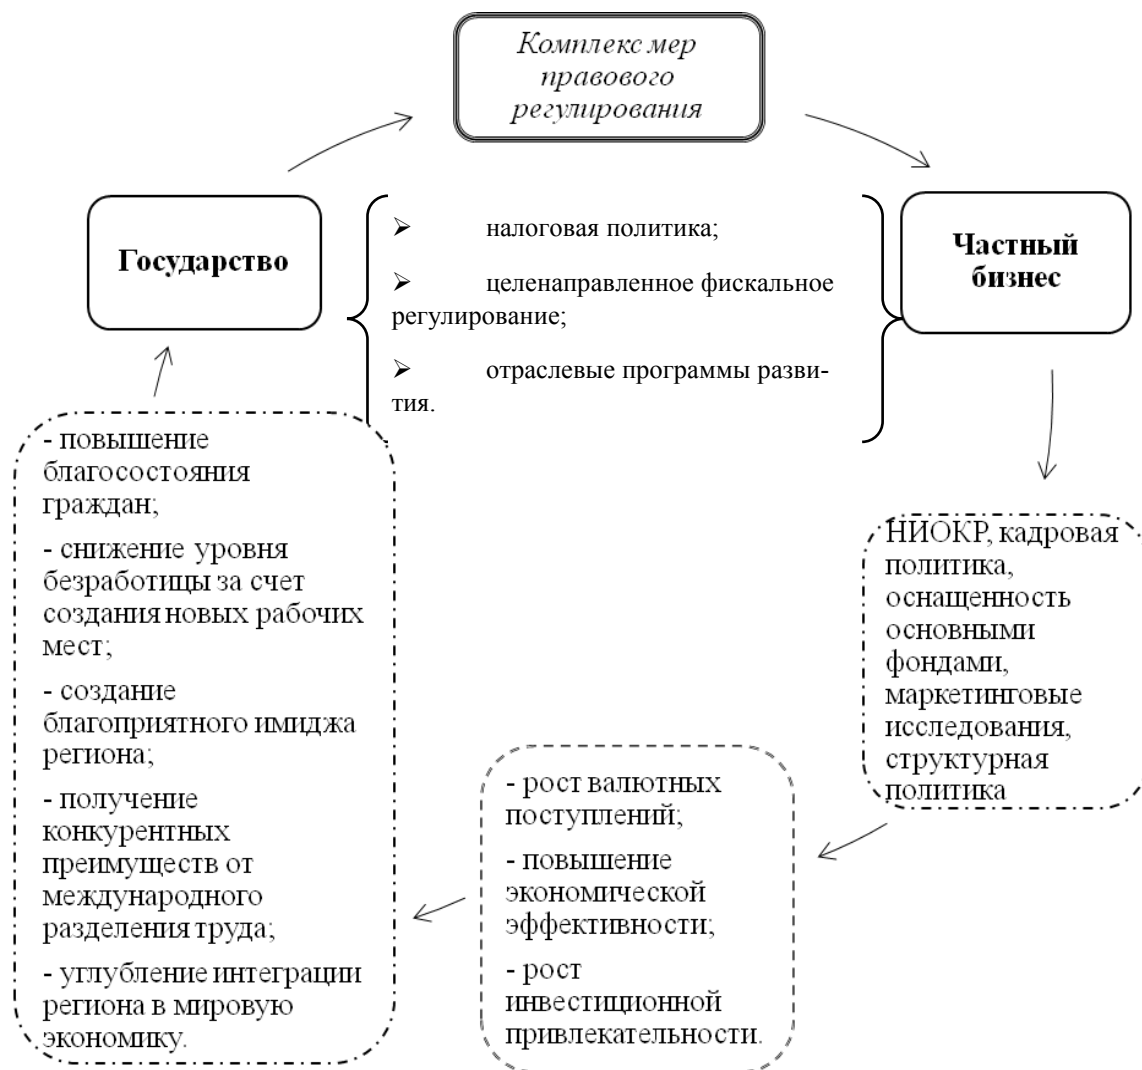 Комплекс мер
правового
регулирования
Государство
➢ налоговая политика;
➢ целенаправленное фискальное
регулирование;
➢ отраслевые программы разви-
тия.
Частный
бизнес
НИОКР, кадровая
политика,
оснащенность
основными
фондами,
маркетинговые
исследования,
структурная
политика
- рост валютных
поступлений;
- повышение
экономической
эффективности;
- рост
инвестиционной
привлекательности.
- повышение
благосостояния
граждан;
- снижение уровня
безработицы за счет
создания новых рабочих
мест;
- создание
благоприятного имиджа
региона;
- получение
конкурентных
преимуществ от
международного
разделения труда;
- углубление интеграции
региона в мировую
экономику.